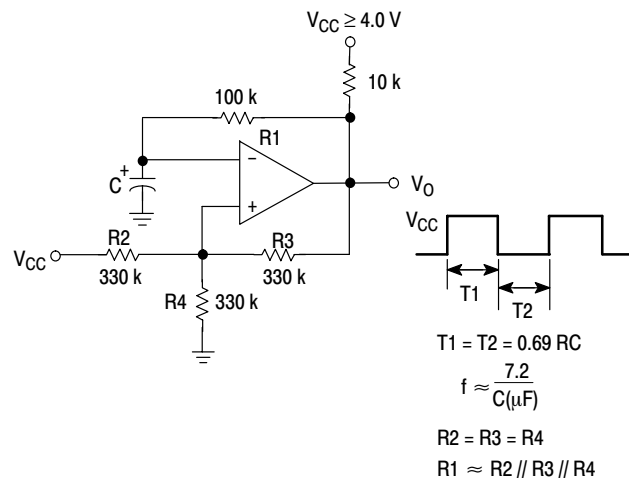 V_CC ≥ 4.0 V
10 k
100 k
R1
−
+
C +
V_O
V_CC R2
330 k
R3
330 k
R4 330 k
V_CC
T1
T2
T1 = T2 = 0.69 RC
f ≈ 7.2
C(μF)
R2 = R3 = R4
R1 ≈ R2 // R3 // R4